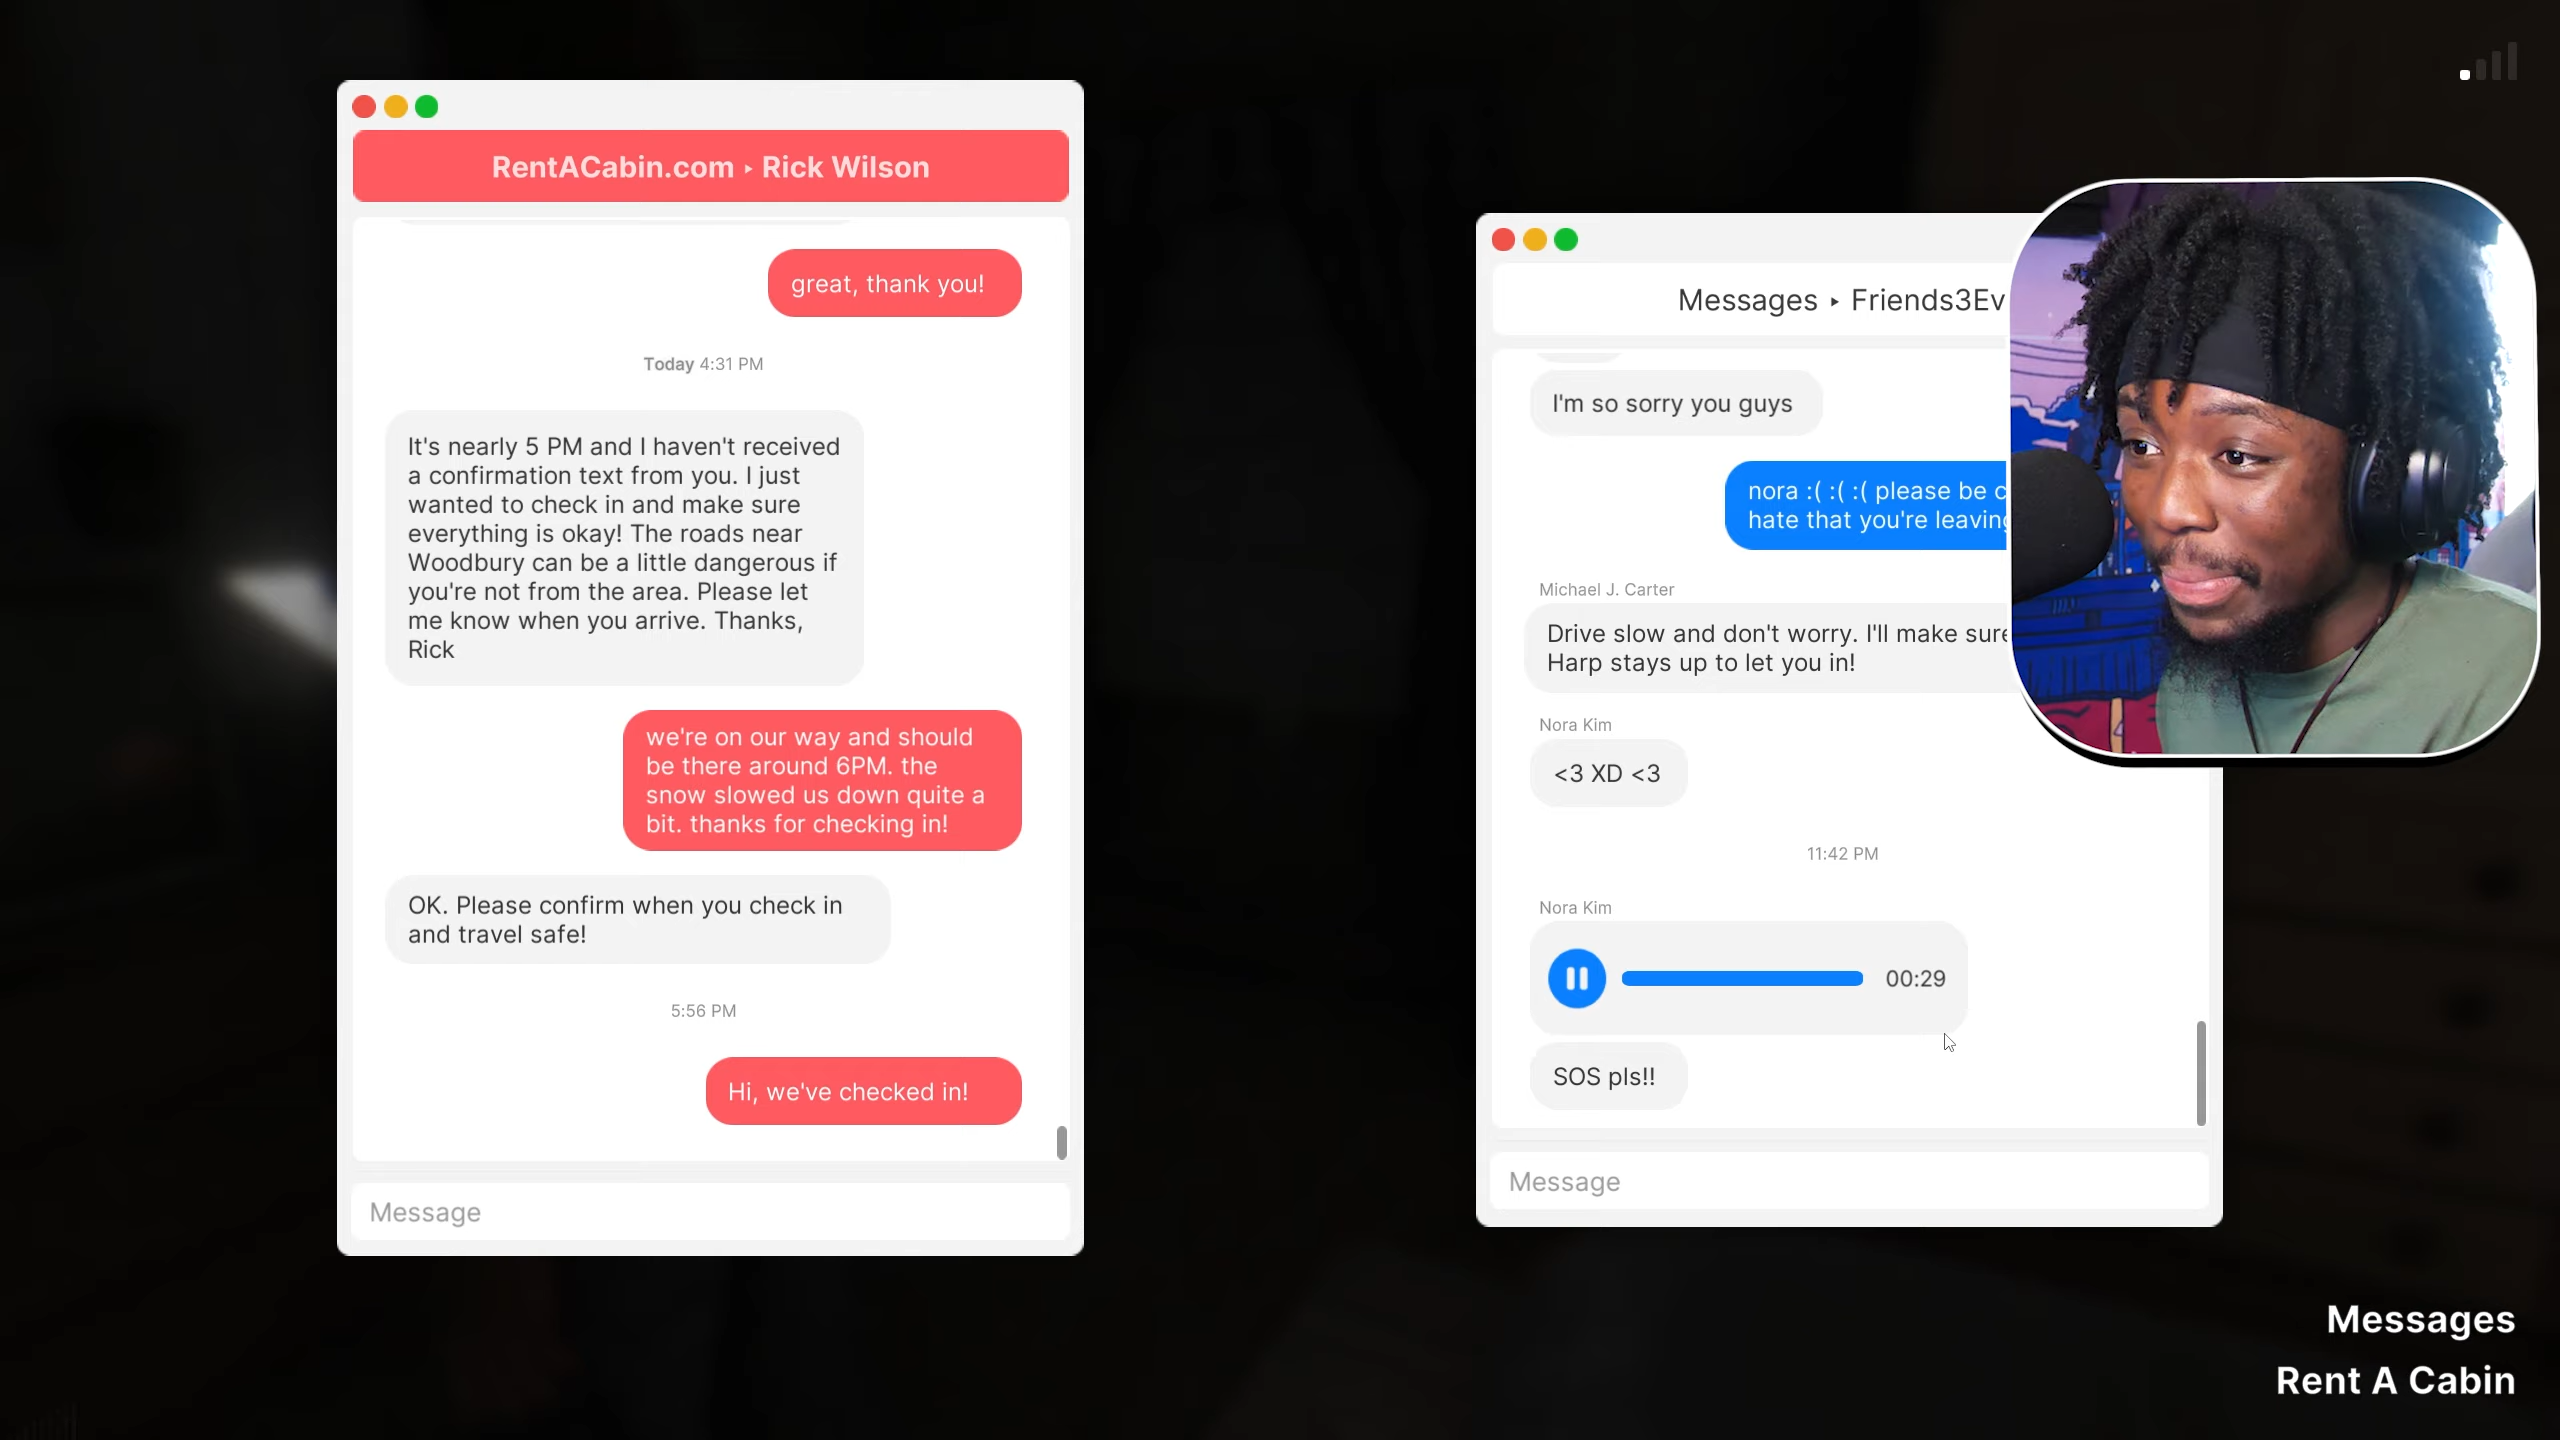 RentACabin.com ▸ Rick Wilson
great, thank you!
Today 4:31 PM
It's nearly 5 PM and I haven't received
a confirmation text from you. I just
wanted to check in and make sure
everything is okay! The roads near
Woodbury can be a little dangerous if
you're not from the area. Please let
me know when you arrive. Thanks,
Rick
we're on our way and should
be there around 6PM. the
snow slowed us down quite a
bit. thanks for checking in!
OK. Please confirm when you check in
and travel safe!
5:56 PM
Hi, we've checked in!
Message
Messages ▸ Friends3Ev
I'm so sorry you guys
nora :( :( :( please be
hate that you're leaving
Michael J. Carter
Drive slow and don't worry. I'll make sure
Harp stays up to let you in!
Nora Kim
<3 XD <3
11:42 PM
Nora Kim
00:29
SOS pls!!
Message
Messages
Rent A Cabin